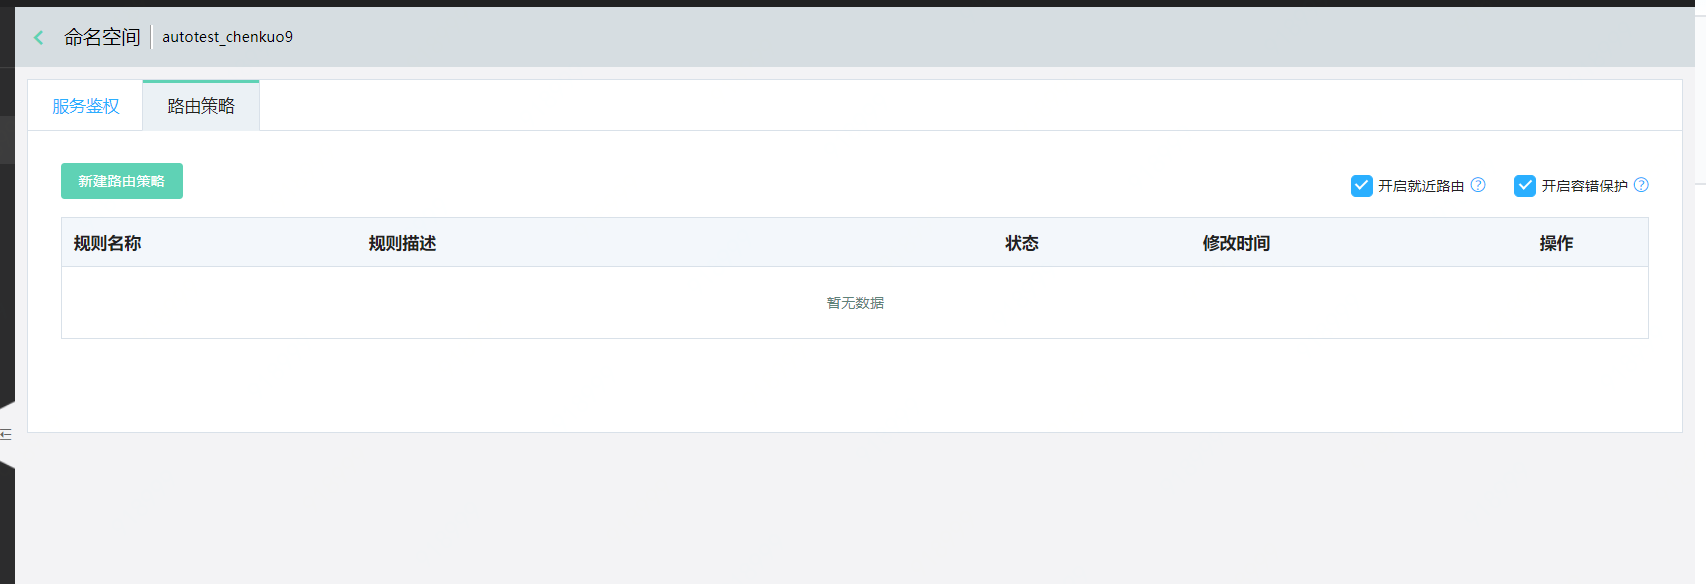 命名空间 autotest_chenkuo9
服务鉴权 路由策略
新建路由策略 开启就近路由 ? 开启容错保护 ?
规则名称 规则描述 状态 修改时间 操作
暂无数据